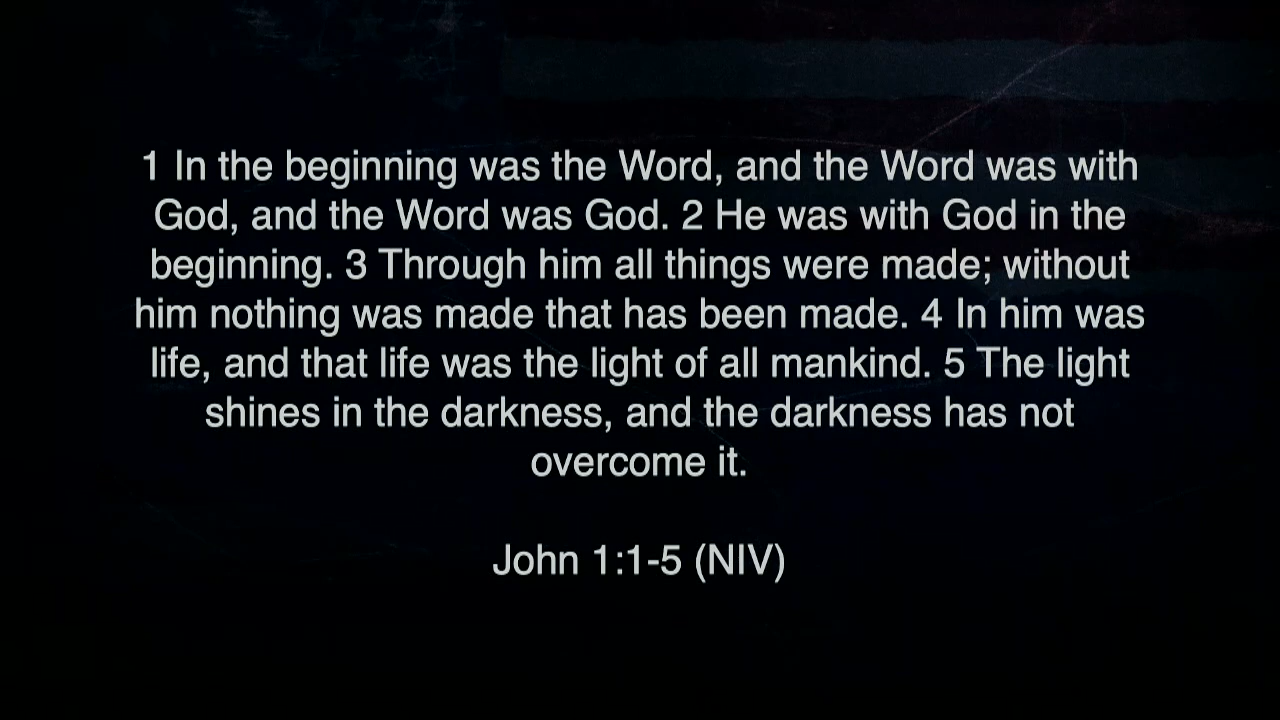 1 In the beginning was the Word, and the Word was with
God, and the Word was God. 2 He was with God in the
beginning. 3 Through him all things were made; without
him nothing was made that has been made. 4 In him was
life, and that life was the light of all mankind. 5 The light
shines in the darkness, and the darkness has not
overcome it.
John 1:1-5 (NIV)